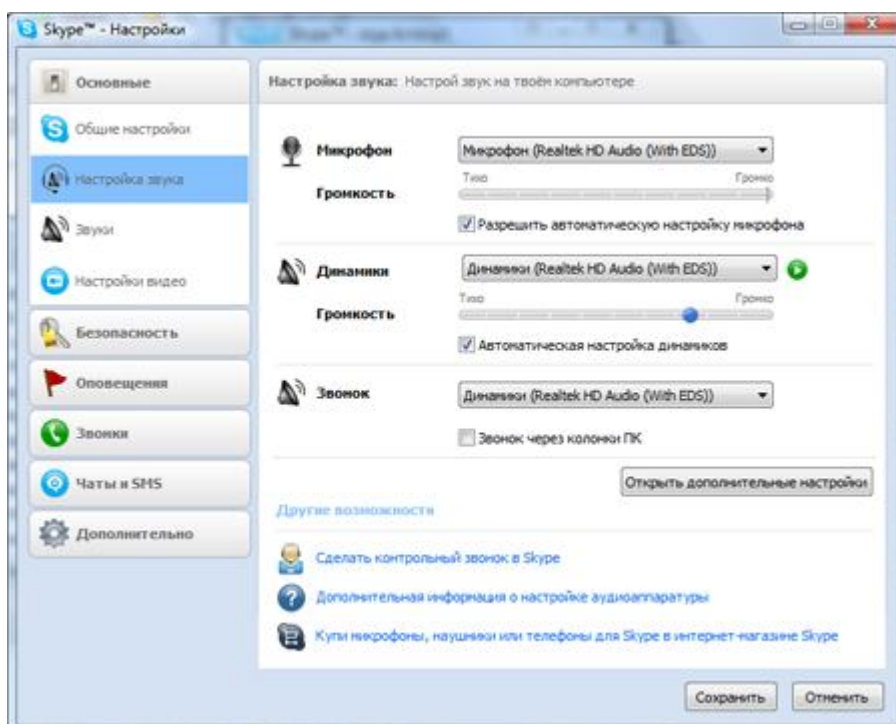 Skype™ - Настройки
Основные
Общие настройки
Настройка звука
Звуки
Настройки видео
Безопасность
Оповещения
Звонки
Чаты и SMS
Дополнительно
Настройка звука: Настрой звук на твоём компьютере
Микрофон
Микрофон (Realtek HD Audio (With EDS))
Тихо Громко
Громкость
Разрешить автоматическую настройку микрофона
Динамики
Динамики (Realtek HD Audio (With EDS))
Тихо Громко
Громкость
Автоматическая настройка динамиков
Звонок
Динамики (Realtek HD Audio (With EDS))
Звонок через колонки ПК
Открыть дополнительные настройки
Другие возможности
Сделать контрольный звонок в Skype
Дополнительная информация о настройке аудиоаппаратуры
Купи микрофоны, наушники или телефоны для Skype в интернет-магазине Skype
Сохранить Отменить